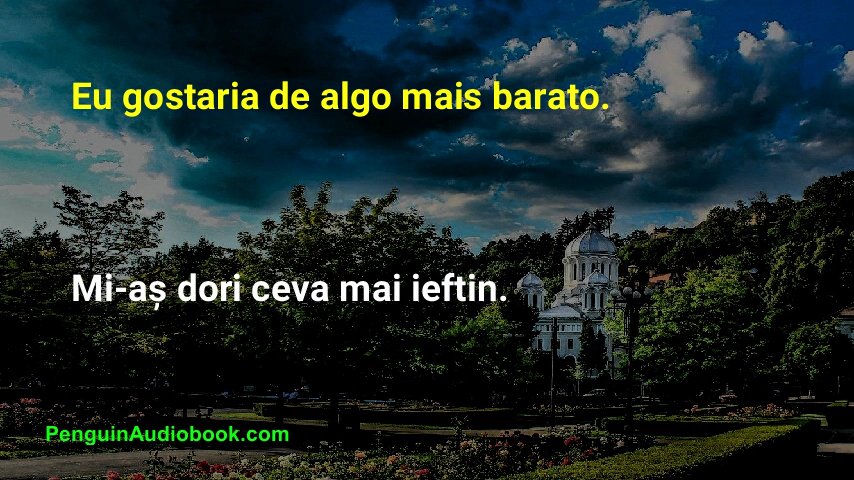 Eu gostaria de algo mais barato.
Mi-aș dori ceva mai ieftin.
PenguinAudiobook.com